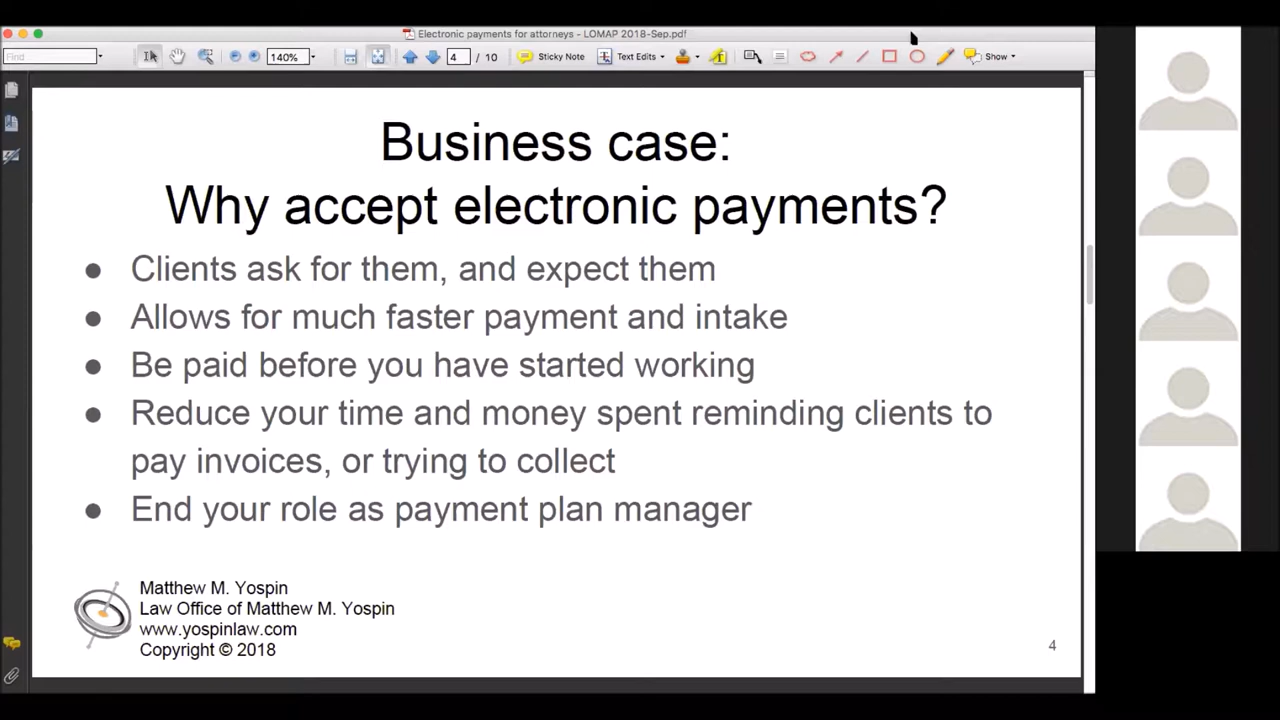 Electronic payments for attorneys - LOMAP 2018-Sep.pdf
Find
140%
4 / 10
Sticky Note
Text Edits
Show
Business case:
Why accept electronic payments?
● Clients ask for them, and expect them
● Allows for much faster payment and intake
● Be paid before you have started working
● Reduce your time and money spent reminding clients to
pay invoices, or trying to collect
● End your role as payment plan manager
Matthew M. Yospin
Law Office of Matthew M. Yospin
www.yospinlaw.com
Copyright © 2018
4